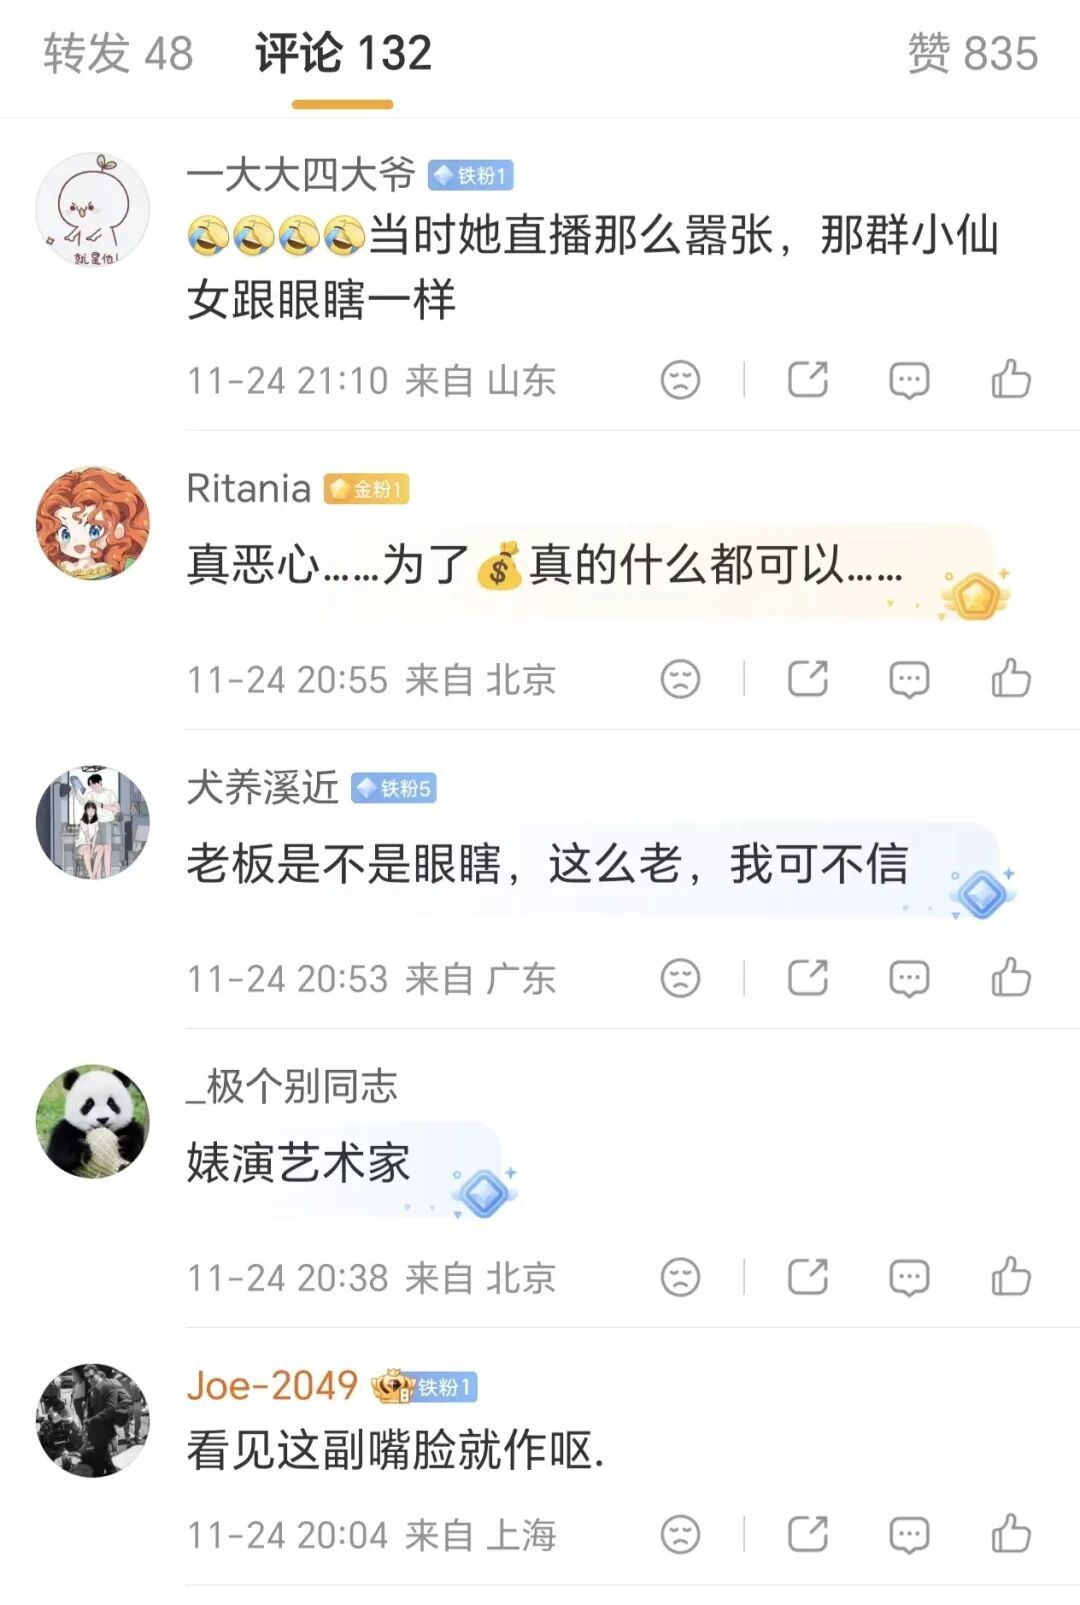 转发 48 评论 132 赞 835
一大大四大爷 铁粉1
🤣🤣🤣🤣当时她直播那么嚣张，那群小仙
女跟眼瞎一样
就是他!
11-24 21:10 来自 山东
Ritania 金粉1
真恶心……为了💰真的什么都可以……
11-24 20:55 来自 北京
犬养溪近 铁粉5
老板是不是眼瞎，这么老，我可不信
11-24 20:53 来自 广东
_极个别同志
婊演艺术家
11-24 20:38 来自 北京
Joe-2049 铁粉1
看见这副嘴脸就作呕.
11-24 20:04 来自 上海